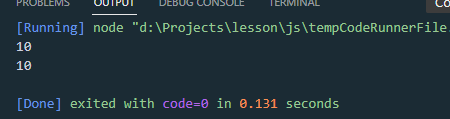 PROBLEMS OUTPUT DEBUG CONSOLE TERMINAL Co
[Running] node "d:\Projects\lesson\js\tempCodeRunnerFile.
10
10
[Done] exited with code=0 in 0.131 seconds